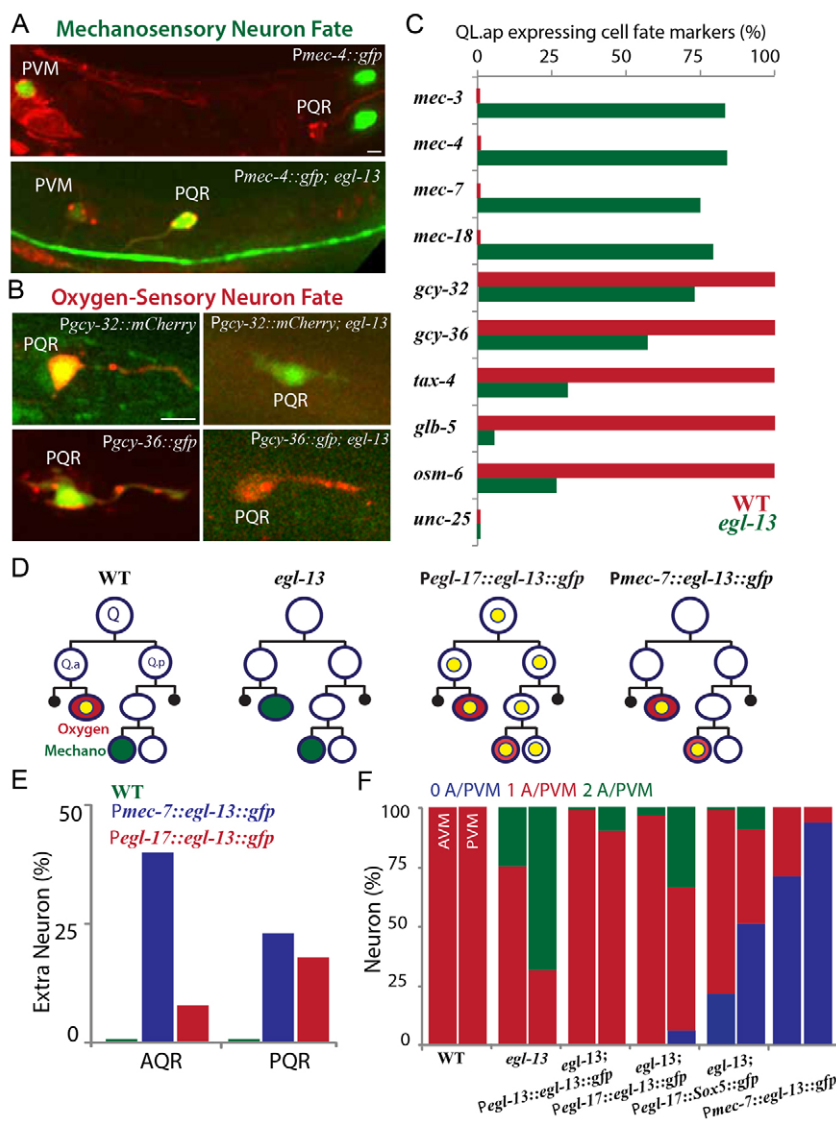 A
Mechanosensory Neuron Fate
Pmec-4::gfp
PVM
PQR
Pmec-4::gfp; egl-13
PVM
PQR
B
Oxygen-Sensory Neuron Fate
Pgcy-32::mCherry
PQR
Pgcy-32::mCherry; egl-13
PQR
Pgcy-36::gfp
PQR
Pgcy-36::gfp; egl-13
PQR
C
QL.ap expressing cell fate markers (%)
0 25 50 75 100
mec-3
mec-4
mec-7
mec-18
gcy-32
gcy-36
tax-4
glb-5
osm-6
unc-25
WT
egl-13
D
WT
egl-13
Pegl-17::egl-13::gfp
Pmec-7::egl-13::gfp
Q
Q.a
Q.p
Oxygen
Mechano
E
WT
Pmec-7::egl-13::gfp
Pegl-17::egl-13::gfp
Extra Neuron (%)
50
25
0
AQR
PQR
F
0 A/PVM 1 A/PVM 2 A/PVM
Neuron (%)
100
75
50
25
0
AVM
PVM
WT
egl-13
egl-13;
Pegl-13::egl-13::gfp
egl-13;
Pegl-17::egl-13::gfp
egl-13;
Pegl-17::Sox5::gfp
Pmec-7::egl-13::gfp